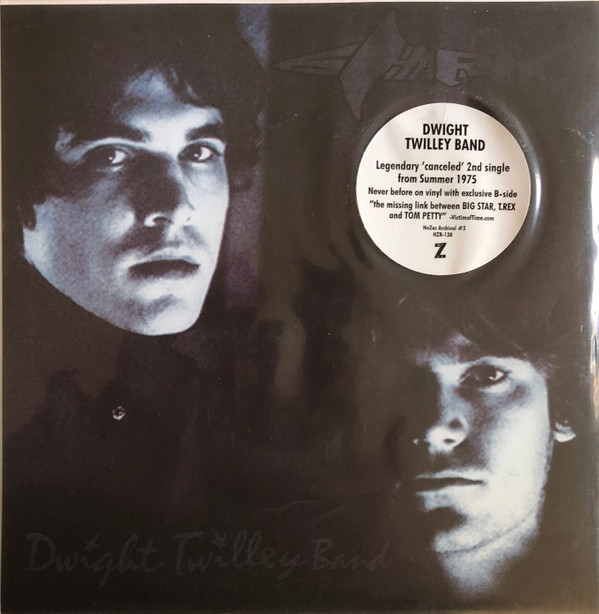 DWIGHT
TWILLEY BAND
Legendary 'canceled' 2nd single
from Summer 1975
Never before on vinyl with exclusive B-side
"the missing link between BIG STAR, T.REX
and TOM PETTY" -VictimofTime.com
HoZac Archival #3
HZR-138
Z
Dwight Twilley Band